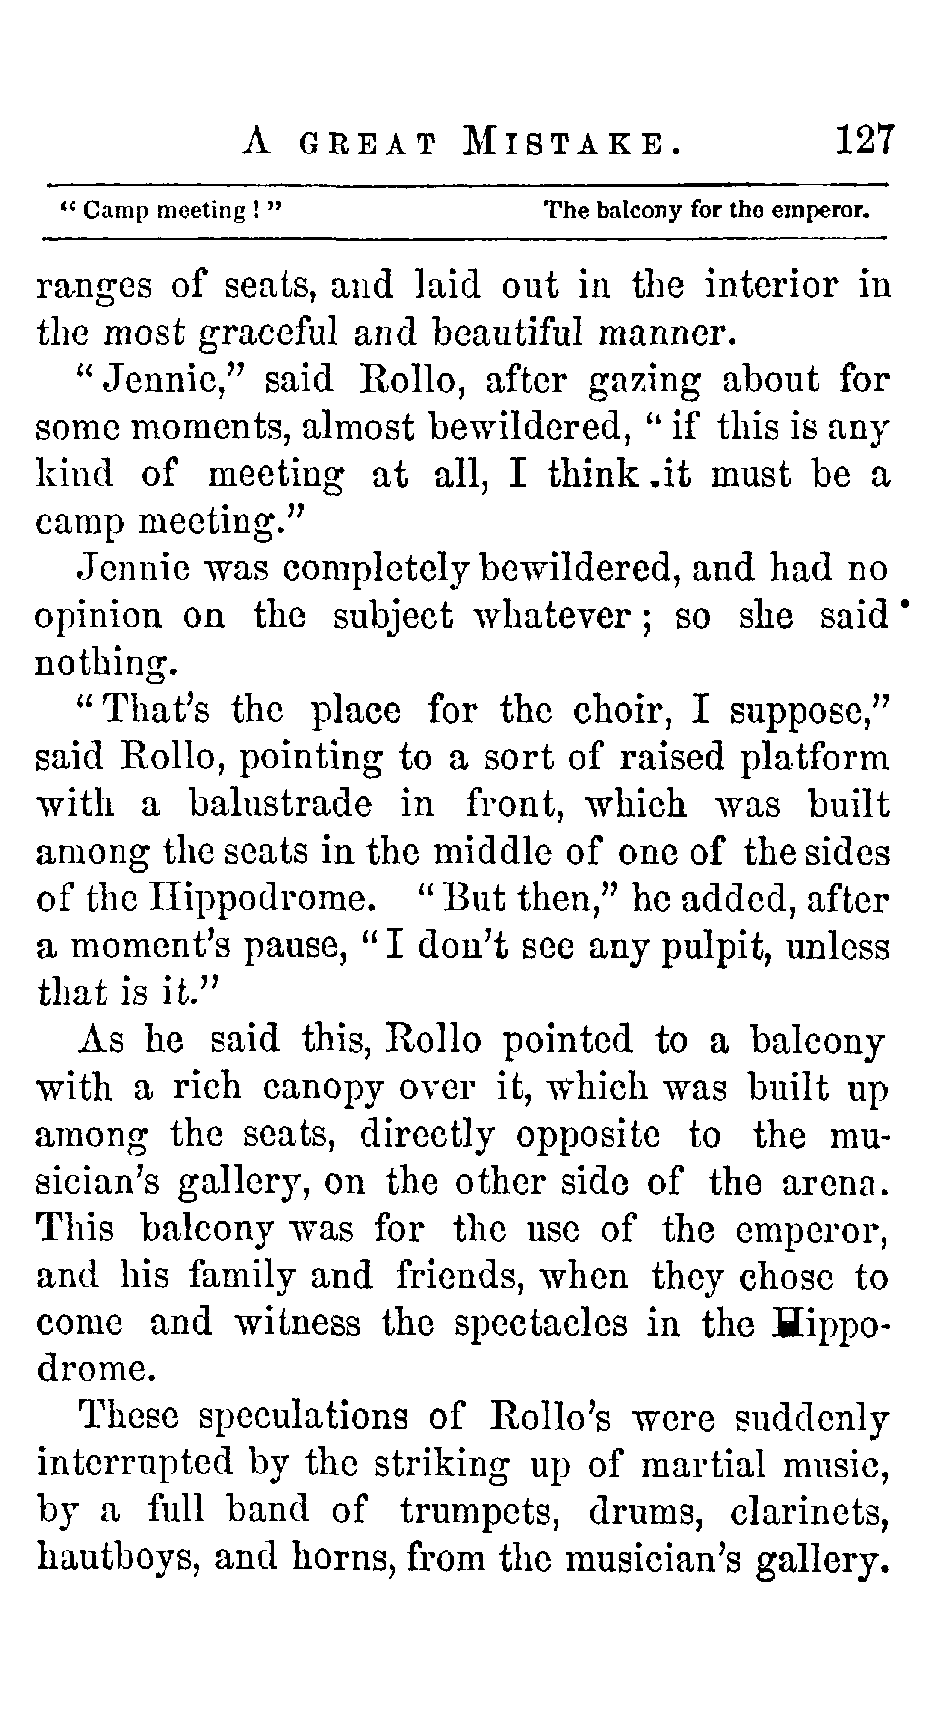 A GREAT MISTAKE. 127
“ Camp meeting ! ” The balcony for the emperor.
ranges of seats, and laid out in the interior in
the most graceful and beautiful manner.
“ Jennie,” said Rollo, after gazing about for
some moments, almost bewildered, “ if this is any
kind of meeting at all, I think .it must be a
camp meeting.”
Jennie was completely bewildered, and had no
opinion on the subject whatever ; so she said
nothing.
“ That’s the place for the choir, I suppose,”
said Rollo, pointing to a sort of raised platform
with a balustrade in front, which was built
among the seats in the middle of one of the sides
of the Hippodrome. “ But then,” he added, after
a moment’s pause, “ I don’t see any pulpit, unless
that is it.”
As he said this, Rollo pointed to a balcony
with a rich canopy over it, which was built up
among the seats, directly opposite to the mu-
sician’s gallery, on the other side of the arena.
This balcony was for the use of the emperor,
and his family and friends, when they chose to
come and witness the spectacles in the Hippo-
drome.
These speculations of Rollo’s were suddenly
interrupted by the striking up of martial music,
by a full band of trumpets, drums, clarinets,
hautboys, and horns, from the musician’s gallery.